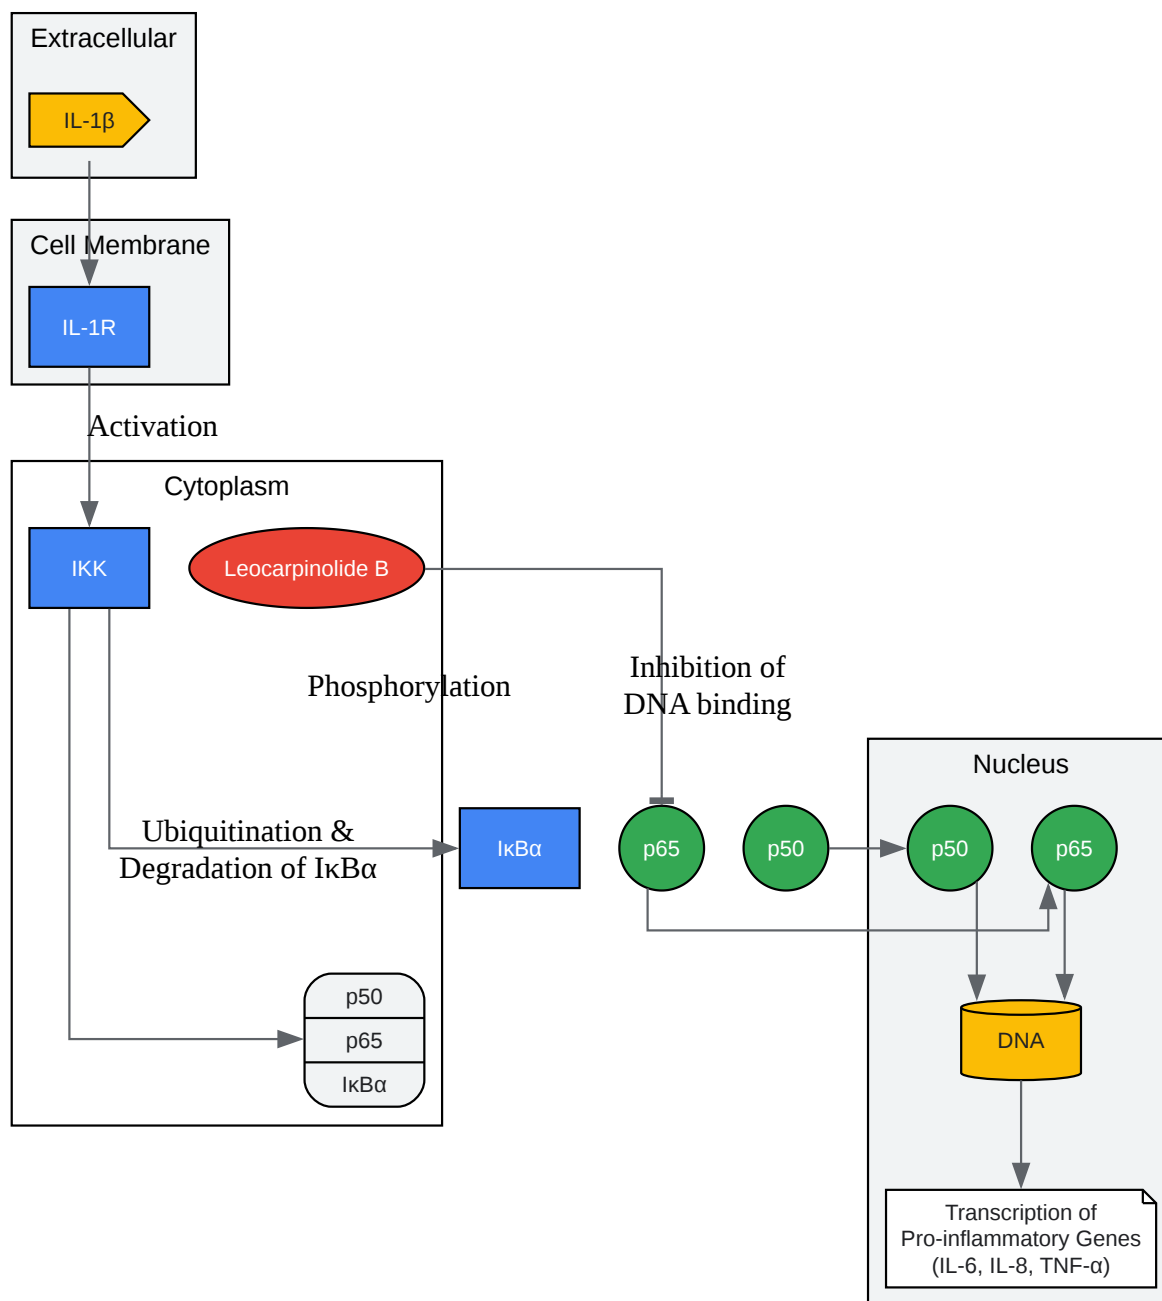 Extracellular
IL-1β
Cell Membrane
IL-1R
Activation
Cytoplasm
IKK
Leocarpinolide B
Phosphorylation
Inhibition of
DNA binding
Ubiquitination &
Degradation of IκBα
IκBα
p65
p50
Nucleus
p50
p65
p50
p65
IκBα
DNA
Transcription of
Pro-inflammatory Genes
(IL-6, IL-8, TNF-α)